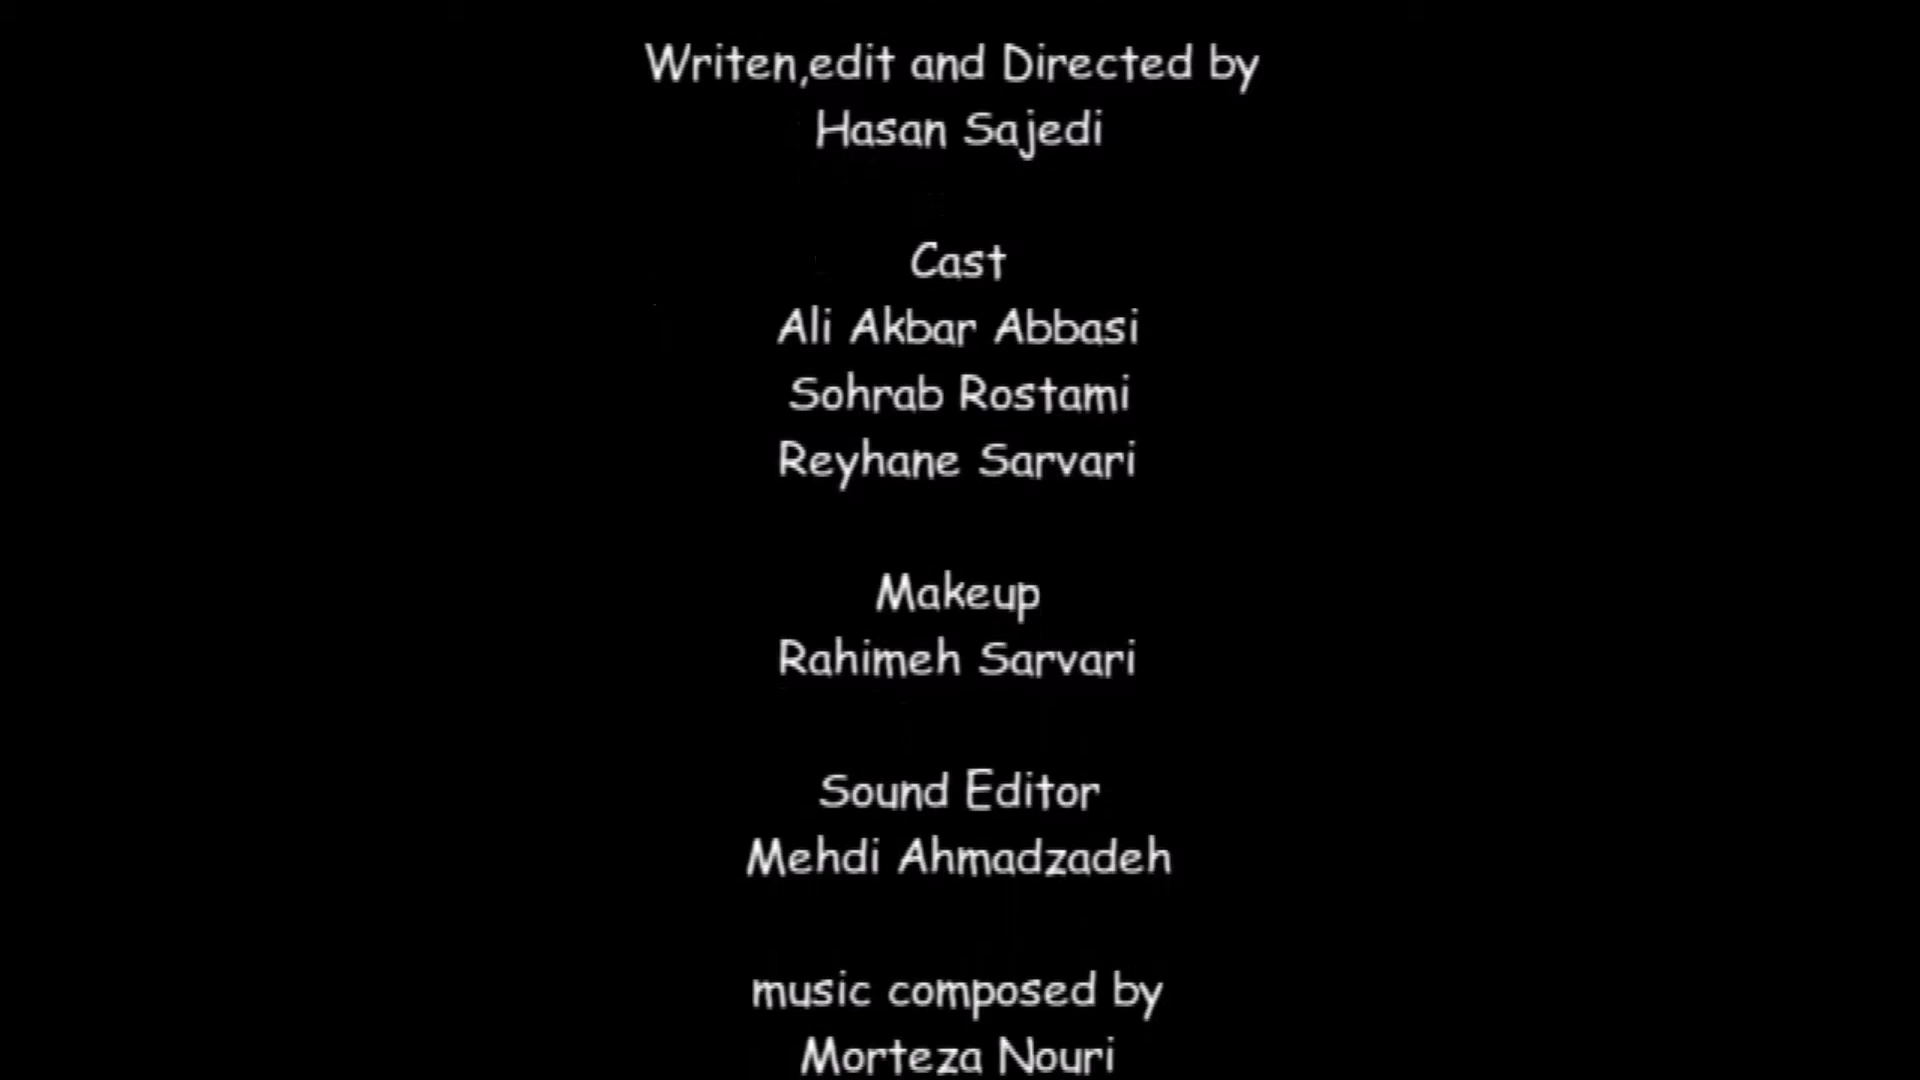 Writen,edit and Directed by
Hasan Sajedi
Cast
Ali Akbar Abbasi
Sohrab Rostami
Reyhane Sarvari
Makeup
Rahimeh Sarvari
Sound Editor
Mehdi Ahmadzadeh
music composed by
Morteza Nouri